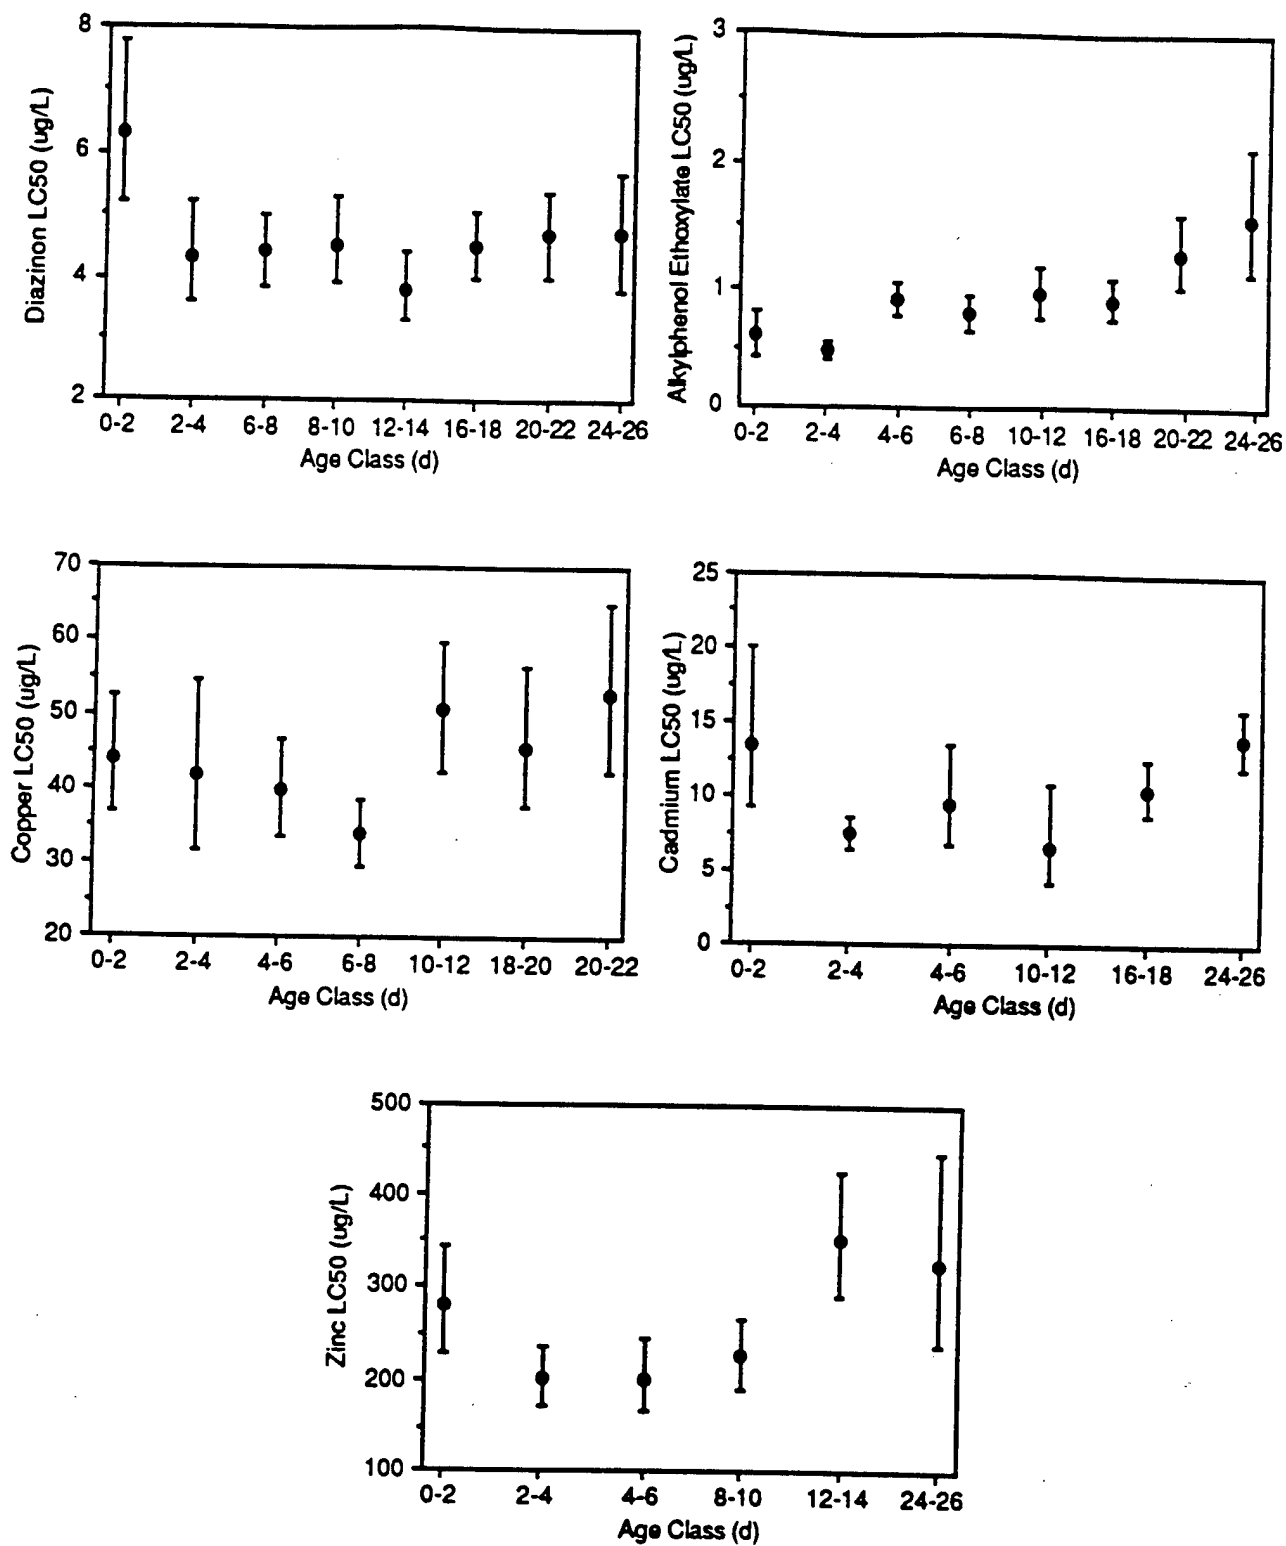 Diazinon LC50 (ug/L)
8
6
4
2
0-2 2-4 6-8 8-10 12-14 16-18 20-22 24-26
Age Class (d)
Alkylphenol Ethoxylate LC50 (ug/L)
3
2
1
0
0-2 2-4 4-6 6-8 10-12 16-18 20-22 24-26
Age Class (d)
Copper LC50 (ug/L)
70
60
50
40
30
20
0-2 2-4 4-6 6-8 10-12 18-20 20-22
Age Class (d)
Cadmium LC50 (ug/L)
25
20
15
10
5
0
0-2 2-4 4-6 10-12 16-18 24-26
Age Class (d)
Zinc LC50 (ug/L)
500
400
300
200
100
0-2 2-4 4-6 8-10 12-14 24-26
Age Class (d)